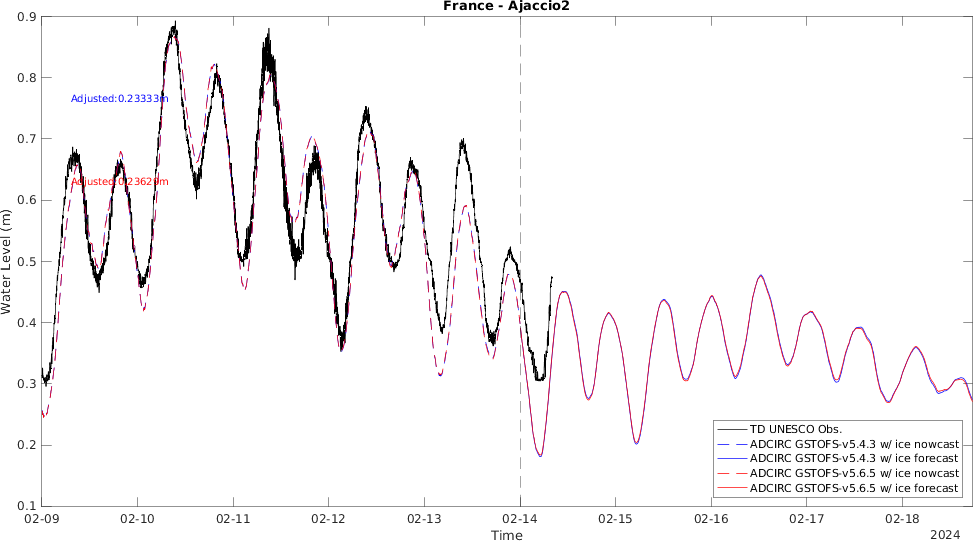 France - Ajaccio2
0.9
0.8
0.7
0.6
0.5
0.4
0.3
0.2
0.1
Water Level (m)
Adjusted:0.23333m
Adjusted:0.23629m
TD UNESCO Obs.
ADCIRC GSTOFS-v5.4.3 w/ ice nowcast
ADCIRC GSTOFS-v5.4.3 w/ ice forecast
ADCIRC GSTOFS-v5.6.5 w/ ice nowcast
ADCIRC GSTOFS-v5.6.5 w/ ice forecast
02-09 02-10 02-11 02-12 02-13 02-14 02-15 02-16 02-17 02-18
Time
2024